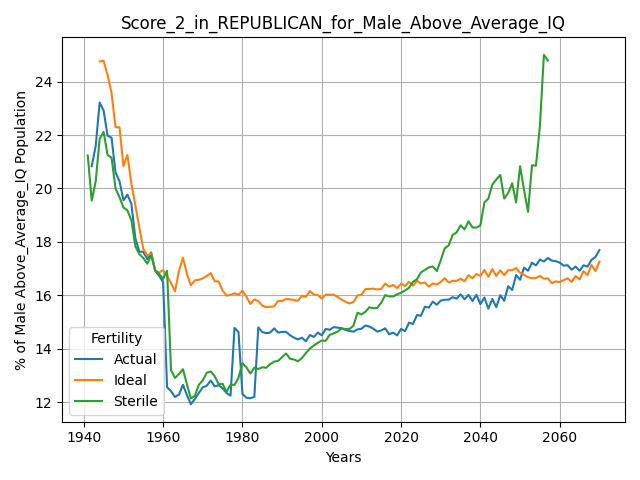 Score_2_in_REPUBLICAN_for_Male_Above_Average_IQ
% of Male Above_Average_IQ Population
24
22
20
18
16
14
12
Fertility
Actual
Ideal
Sterile
1940 1960 1980 2000 2020 2040 2060
Years